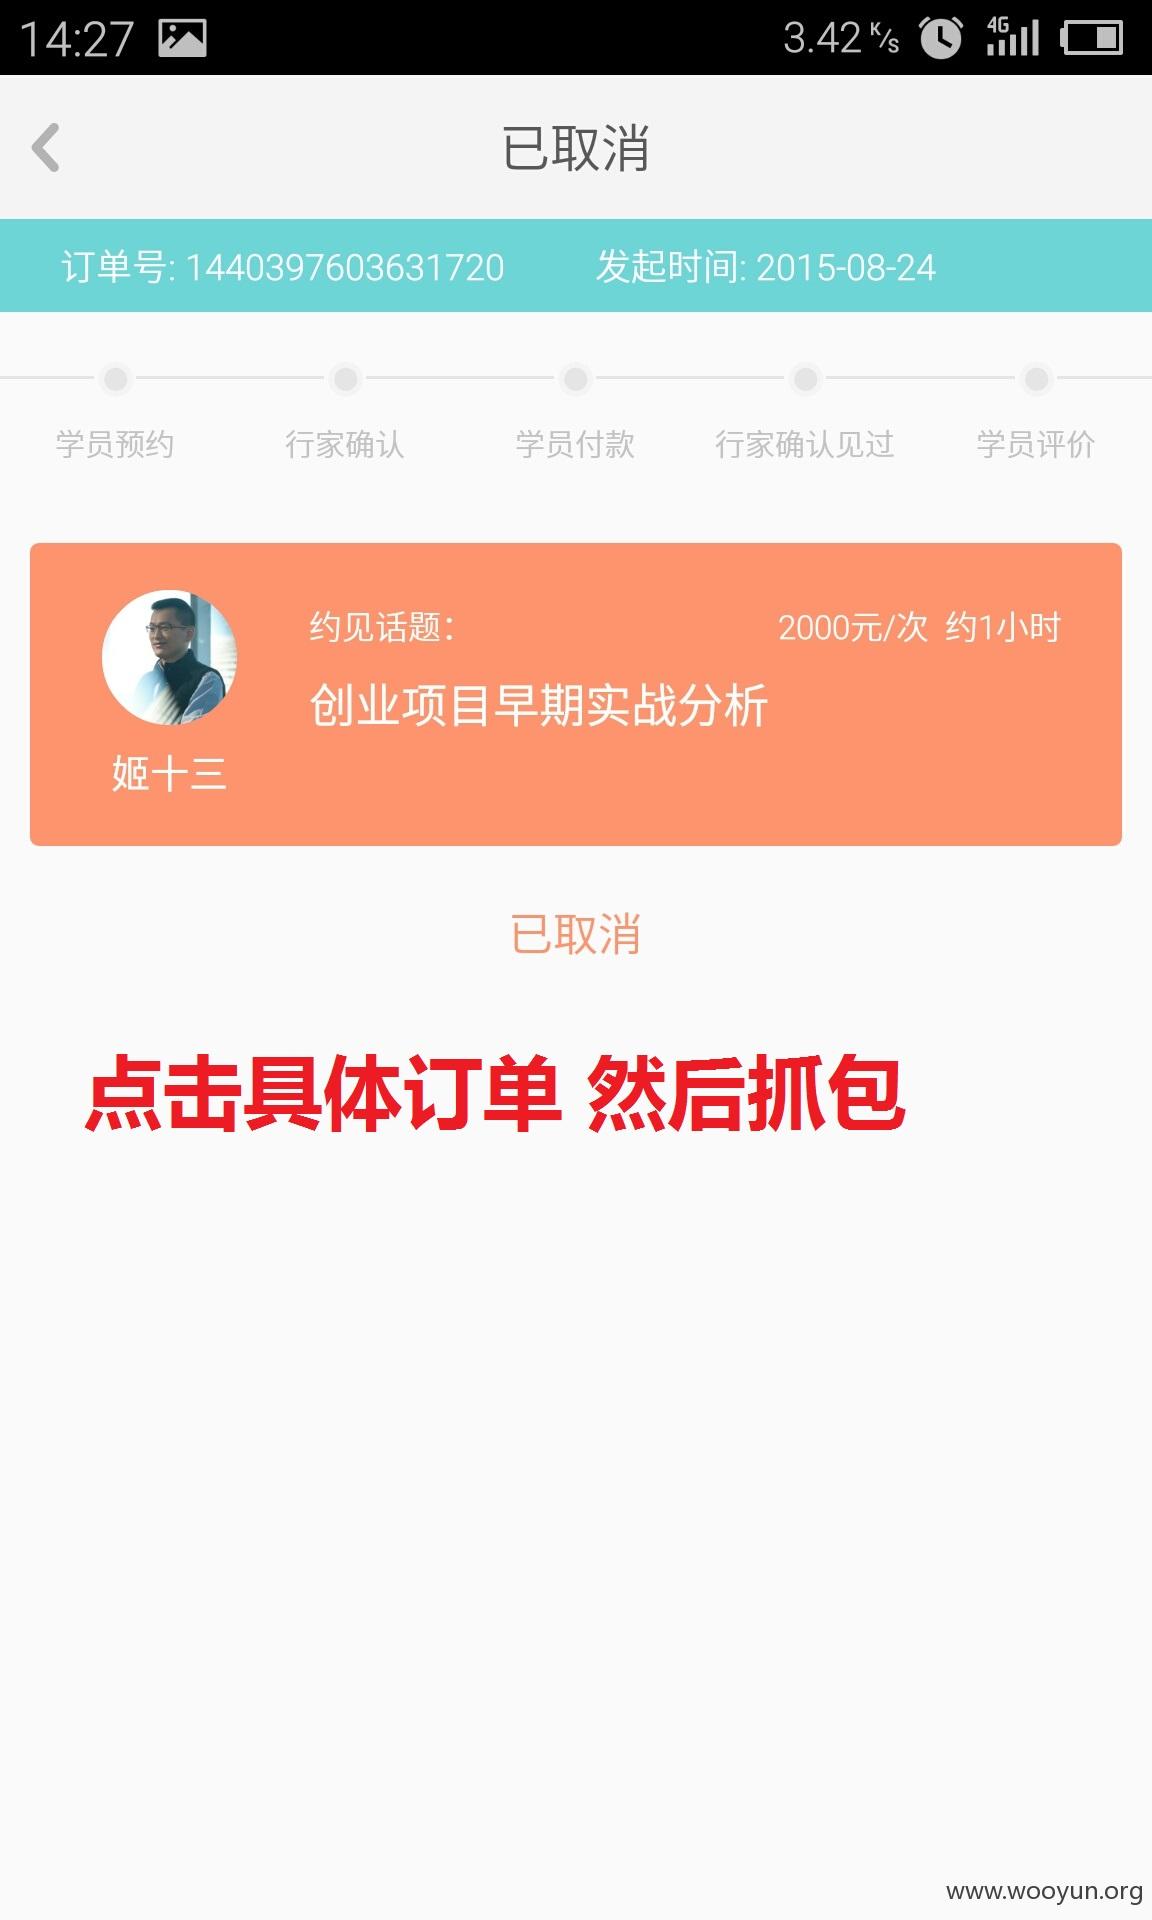 14:27
3.42 K/s 4G
已取消
订单号: 1440397603631720 发起时间: 2015-08-24
学员预约 行家确认 学员付款 行家确认见过 学员评价
约见话题: 2000元/次 约1小时
创业项目早期实战分析
姬十三
已取消
点击具体订单 然后抓包
www.wooyun.org